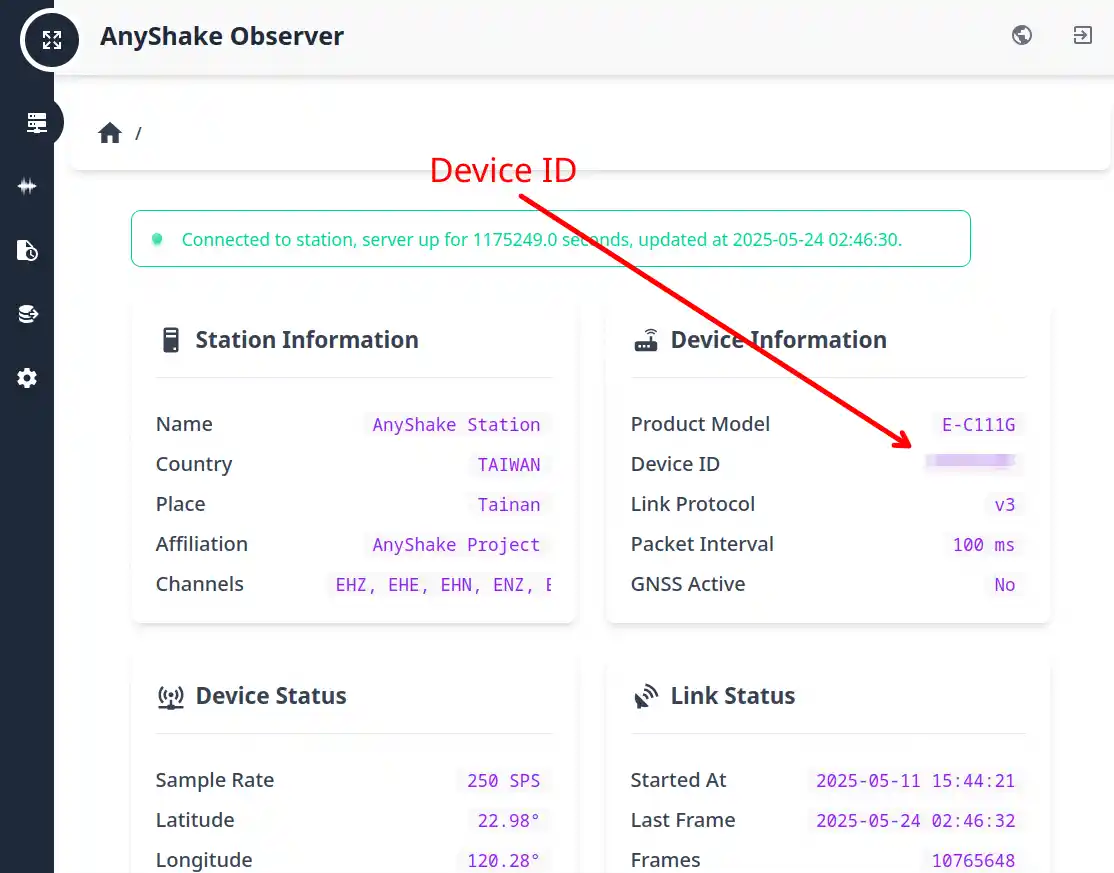 AnyShake Observer
/
Device ID
Connected to station, server up for 1175249.0 seconds, updated at 2025-05-24 02:46:30.
Station Information
Name AnyShake Station
Country TAIWAN
Place Tainan
Affiliation AnyShake Project
Channels EHZ, EHE, EHN, ENZ, E
Device Information
Product Model E-C111G
Device ID
Link Protocol v3
Packet Interval 100 ms
GNSS Active No
Device Status
Sample Rate 250 SPS
Latitude 22.98°
Longitude 120.28°
Link Status
Started At 2025-05-11 15:44:21
Last Frame 2025-05-24 02:46:32
Frames 10765648